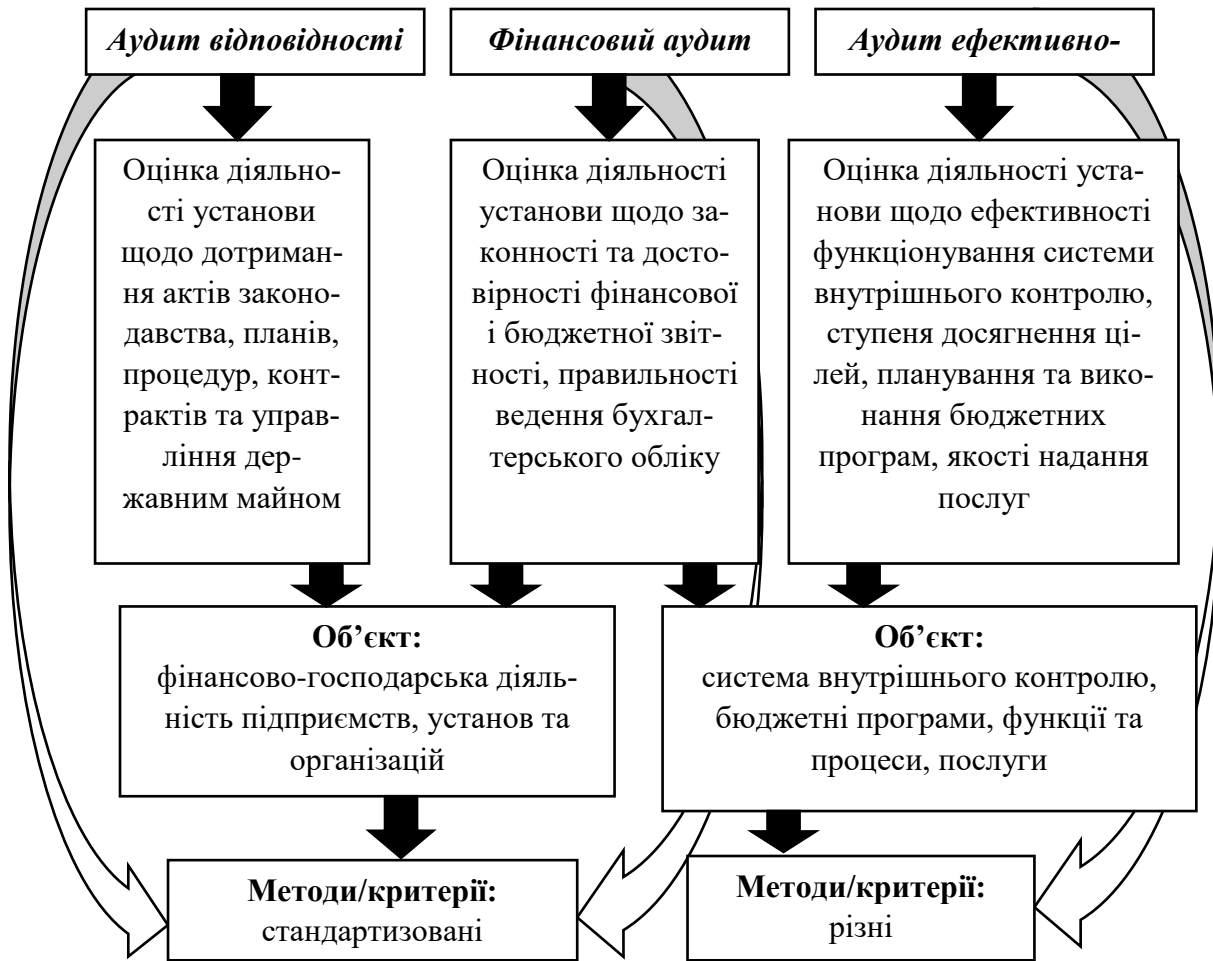 Аудит відповідності
Фінансовий аудит
Аудит ефективно-
Оцінка діяльно-
сті установи
щодо дотриман-
ня актів законо-
давства, планів,
процедур, конт-
рактів та управ-
ління дер-
жавним майном
Оцінка діяльності
установи щодо за-
конності та досто-
вірності фінансової
і бюджетної звіт-
ності, правильності
ведення бухгал-
терського обліку
Оцінка діяльності уста-
нови щодо ефективності
функціонування системи
внутрішнього контролю,
ступеня досягнення ці-
лей, планування та вико-
нання бюджетних
програм, якості надання
послуг
Об’єкт:
фінансово-господарська діяль-
ність підприємств, установ та
організацій
Об’єкт:
система внутрішнього контролю,
бюджетні програми, функції та
процеси, послуги
Методи/критерії:
стандартизовані
Методи/критерії:
різні